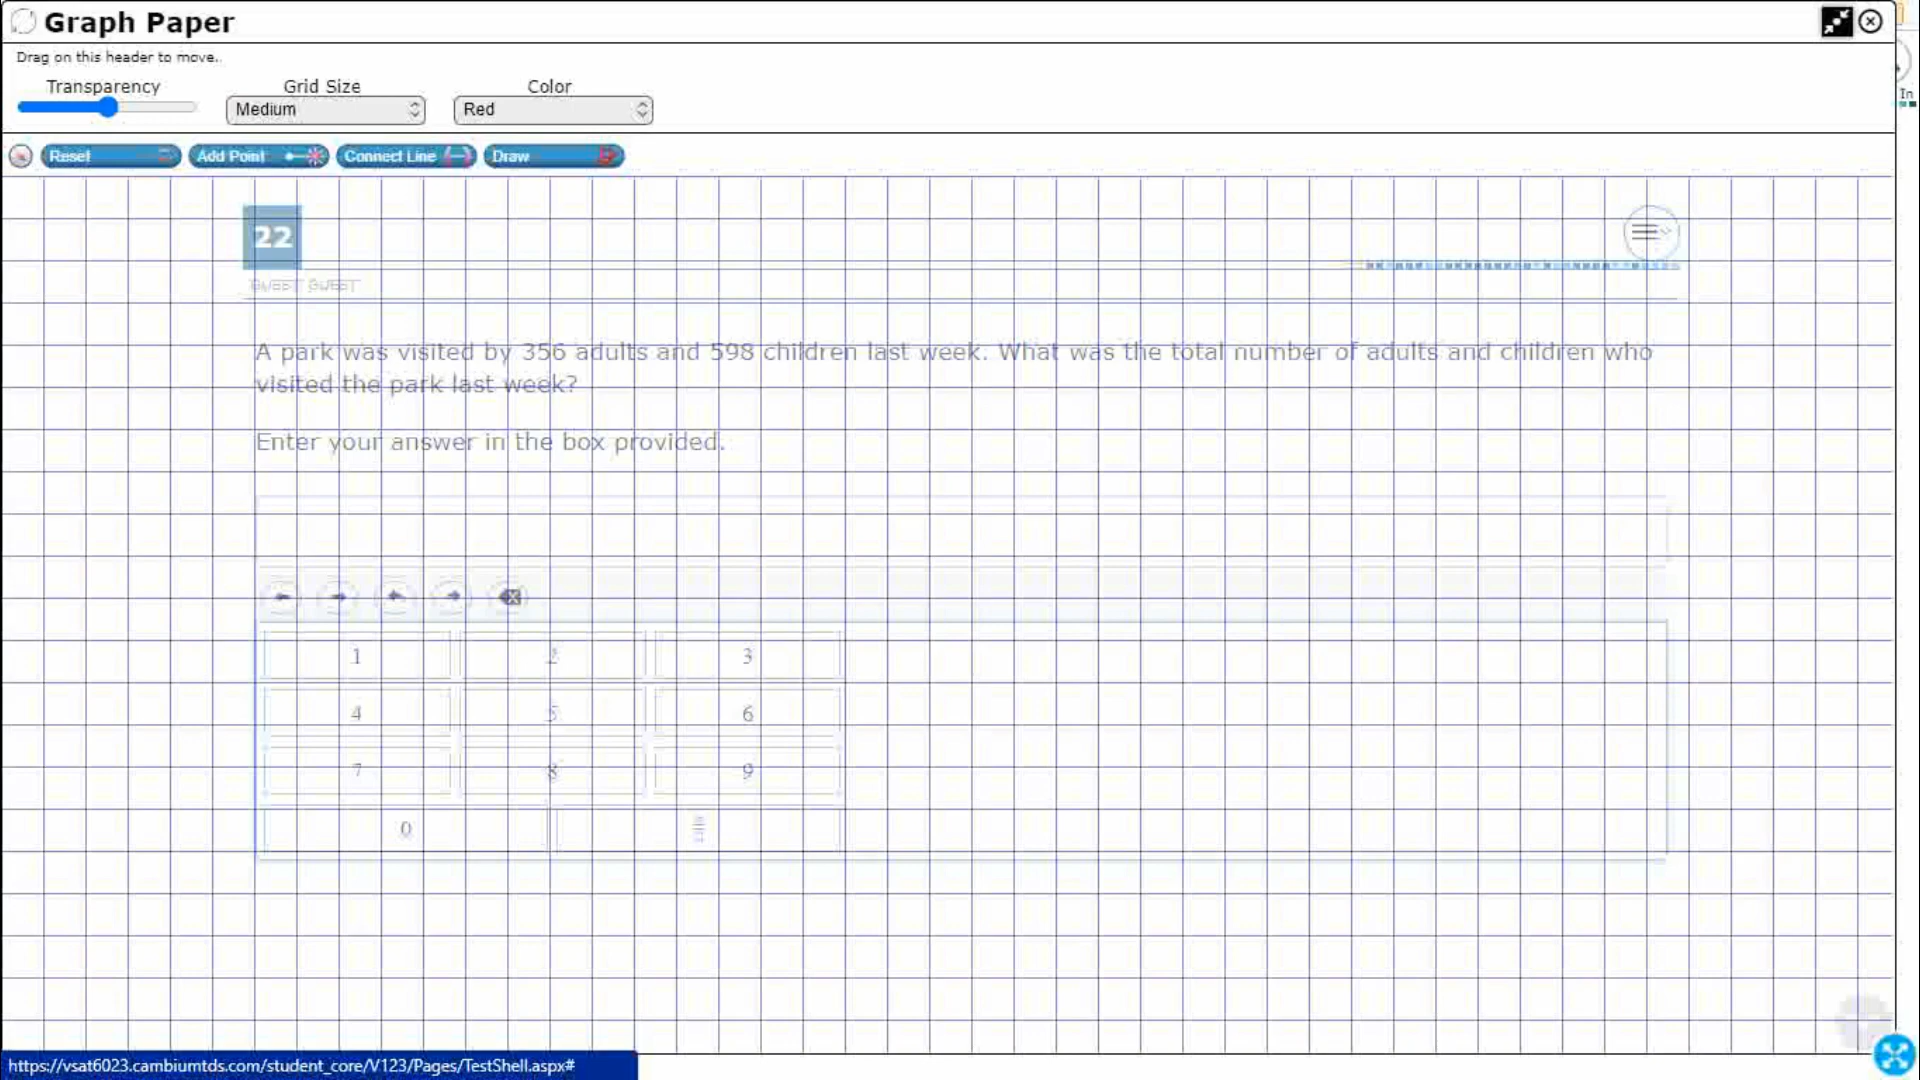 Graph Paper
Drag on this header to move..
Transparency
Grid Size
Color
Medium
Red
In
Reset
Add Point
Connect Line
Draw
22
GUEST GUEST
A park was visited by 356 adults and 598 children last week. What was the total number of adults and children who
visited the park last week?
Enter your answer in the box provided.
1 2 3
4 5 6
7 8 9
0
https://vsat6023.cambiumtds.com/student_core/V123/Pages/TestShell.aspx#